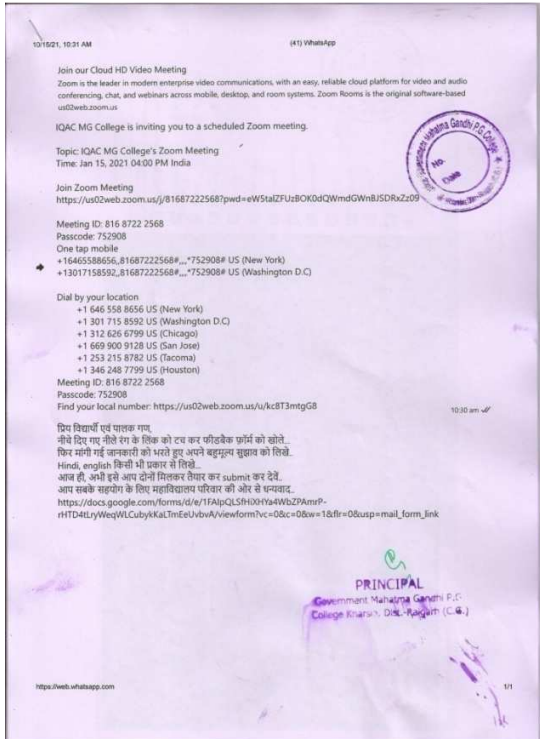 10/15/21, 10:31 AM
(41) WhatsApp
Join our Cloud HD Video Meeting
Zoom is the leader in modern enterprise video communications, with an easy, reliable cloud platform for video and audio
conferencing, chat, and webinars across mobile, desktop, and room systems. Zoom Rooms is the original software-based
us02web.zoom.us
IQAC MG College is inviting you to a scheduled Zoom meeting.
Topic: IQAC MG College's Zoom Meeting
Time: Jan 15, 2021 04:00 PM India
Mahatma Gandhi P.G. College
No.
Date
Join Zoom Meeting
https://us02web.zoom.us/j/81687222568?pwd=eW5talZFUzBOK0dQWmdGWnBJSDRxZz09
Meeting ID: 816 8722 2568
Passcode: 752908
One tap mobile
+16465588656,,81687222568#,,,*752908# US (New York)
+13017158592,,81687222568#,,,*752908# US (Washington D.C)
Dial by your location
+1 646 558 8656 US (New York)
+1 301 715 8592 US (Washington D.C)
+1 312 626 6799 US (Chicago)
+1 669 900 9128 US (San Jose)
+1 253 215 8782 US (Tacoma)
+1 346 248 7799 US (Houston)
Meeting ID: 816 8722 2568
Passcode: 752908
Find your local number: https://us02web.zoom.us/u/kc8T3mtgG8
10:30 am
प्रिय विद्यार्थी एवं पालक गण,
नीचे दिए गए नीले रंग के लिंक को टच कर फीडबैक फ़ॉर्म को खोले..
फिर मांगी गई जानकारी को भरते हुए अपने बहुमूल्य सुझाव को लिखे..
Hindi, english किसी भी प्रकार से लिखे..
आज ही, अभी इसे आप दोनों मिलकर तैयार कर submit कर देवें..
आप सबके सहयोग के लिए महाविद्यालय परिवार की ओर से धन्यवाद..
https://docs.google.com/forms/d/e/1FAIpQLSfHiXHYa4WbZPAmrP-
rHTD4tLryWeqWLCubykKaLTmEeUvbvA/viewform?vc=0&c=0&w=1&flr=0&usp=mail_form_link
PRINCIPAL
Government Mahatma Gandhi P.G.
College Kharsia, Dist.-Raigarh (C.G.)
https://web.whatsapp.com
1/1